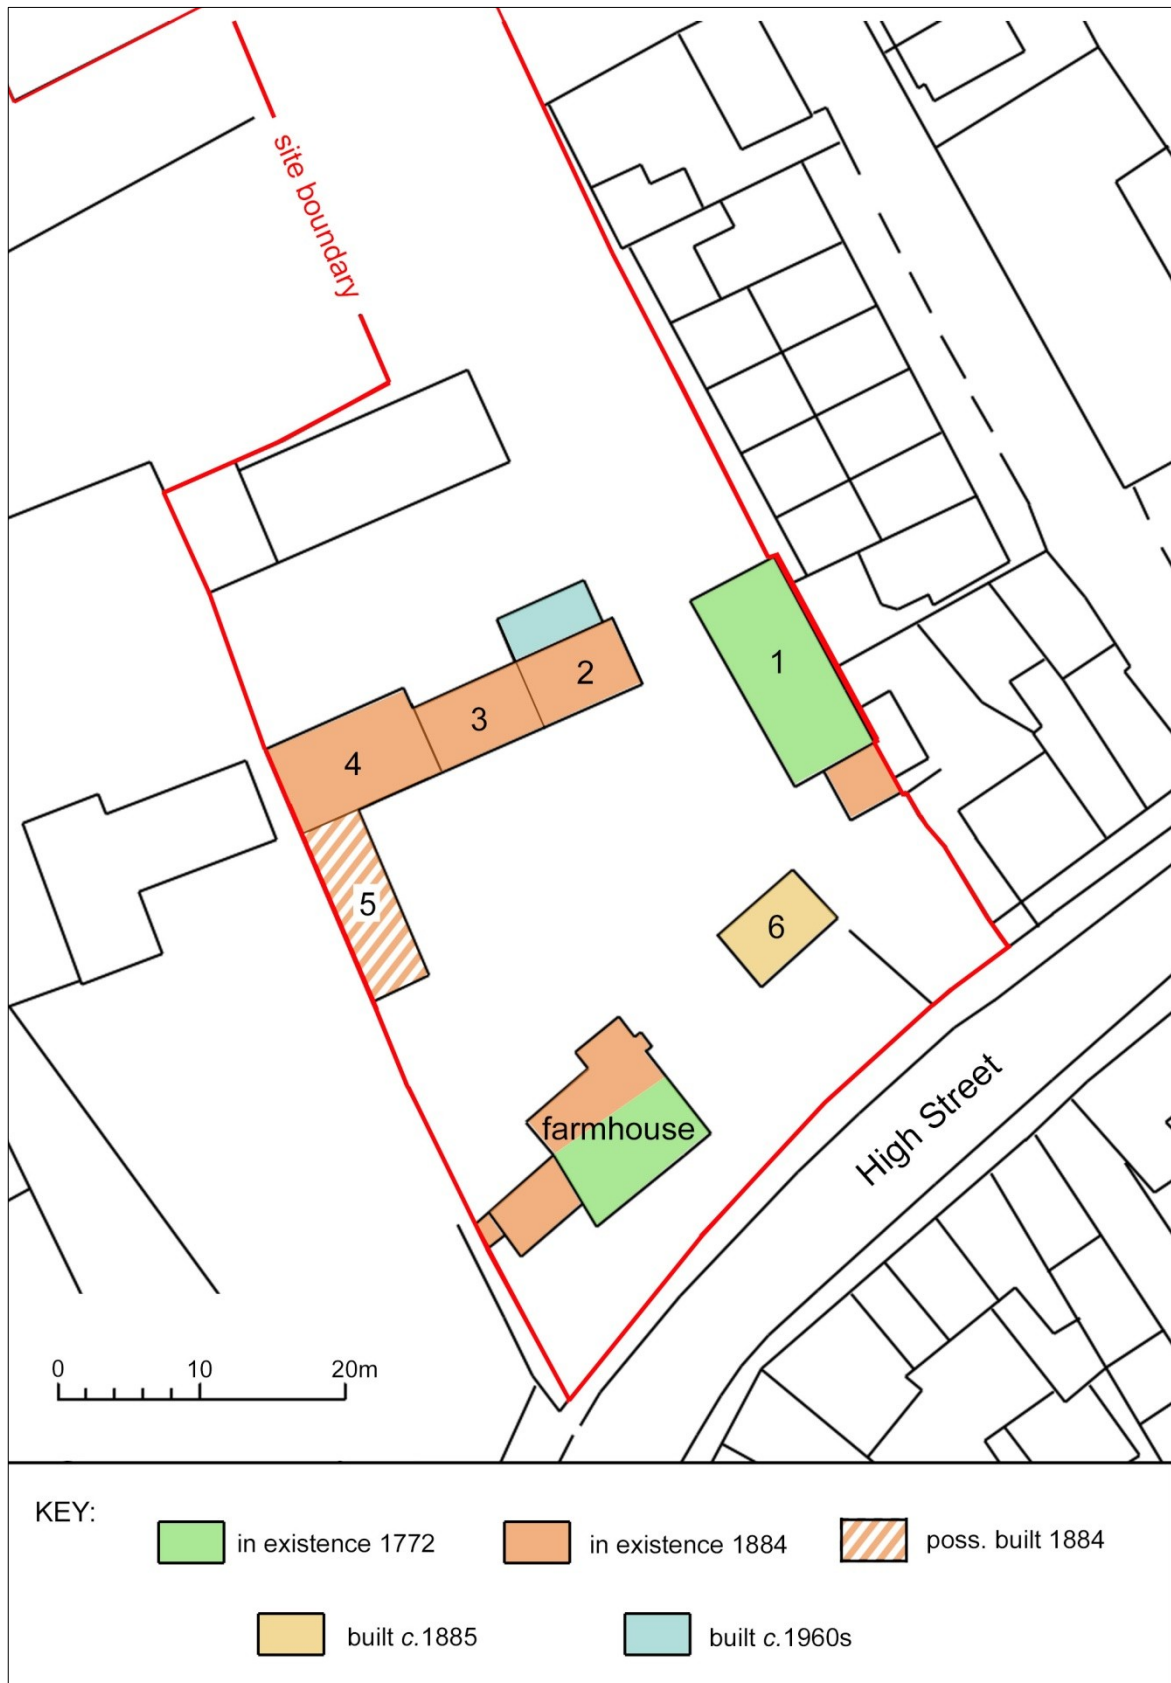 site boundary
1
2
3
4
5
6
farmhouse
High Street
0 10 20m
KEY:
in existence 1772
in existence 1884
poss. built 1884
built c.1885
built c.1960s